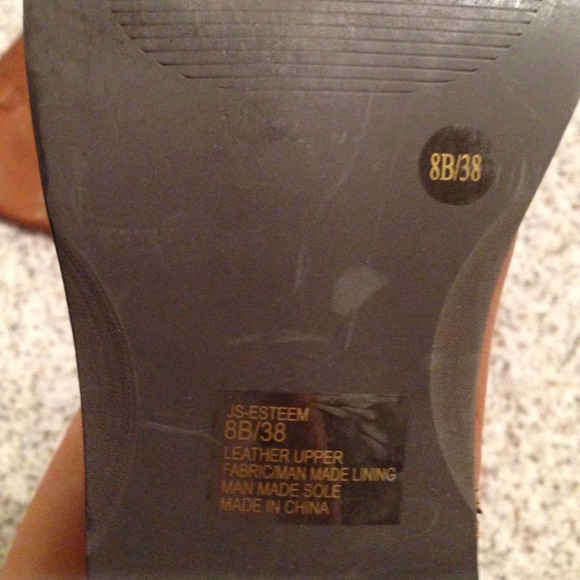 8B/38
JS-ESTEEM
8B/38
LEATHER UPPER
FABRIC/MAN MADE LINING
MAN MADE SOLE
MADE IN CHINA